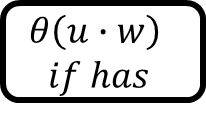 θ(u · w)
if has